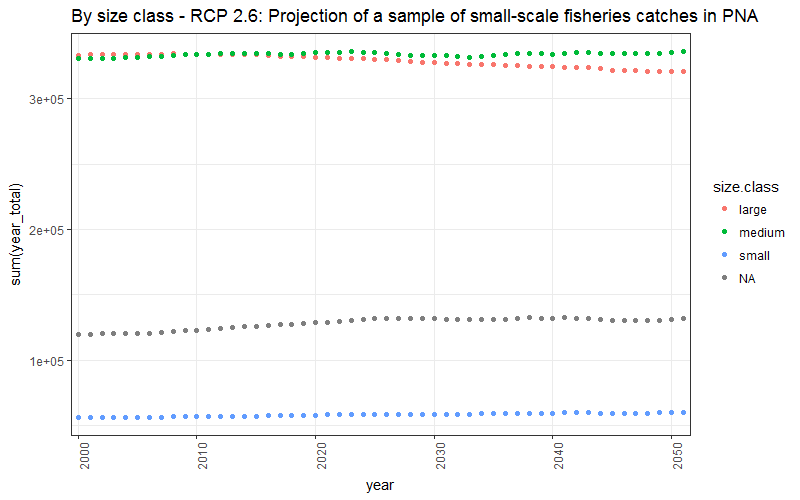 By size class - RCP 2.6: Projection of a sample of small-scale fisheries catches in PNA
sum(year_total)
3e+05
2e+05
1e+05
2000
2010
2020
2030
2040
2050
year
size.class
large
medium
small
NA